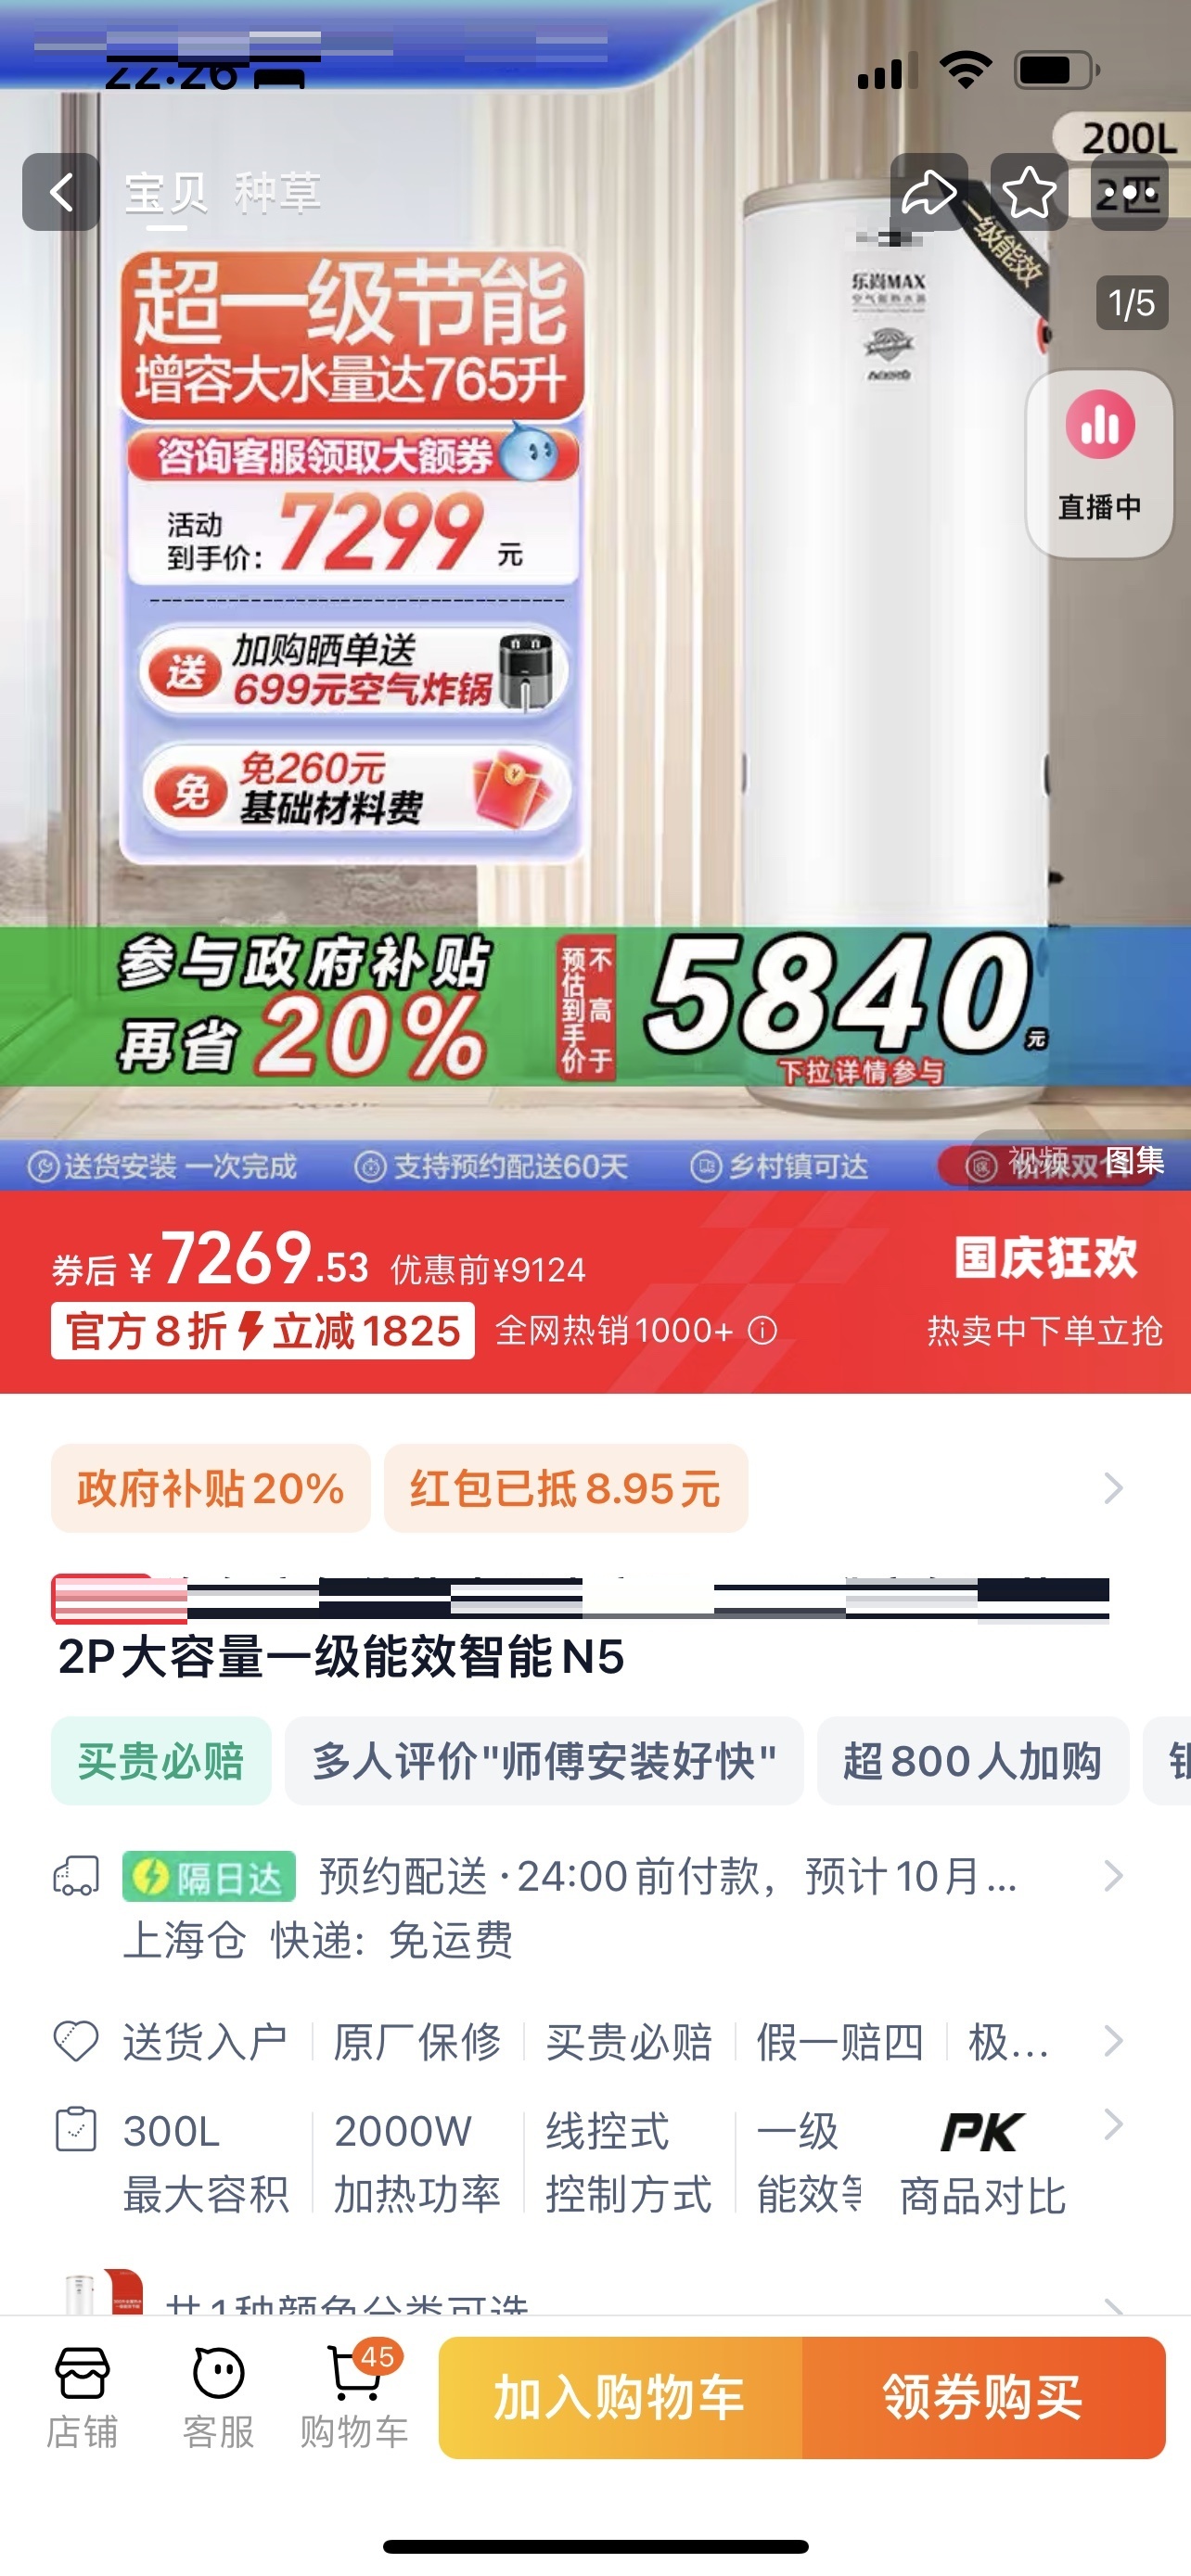 22:26
200L
宝贝 种草
2匹
一级能效
1/5
超一级节能
增容大水量达765升
乐尚MAX
空气能热水器
咨询客服领取大额券
活动
到手价：7299元
直播中
送 加购晒单送
699元空气炸锅
免 免260元
基础材料费
参与政府补贴
再省20%
预估到手价
不高于
5840元
下拉详情参与
送货安装 一次完成 支持预约配送60天 乡村镇可达
视频 图集
券后 ¥7269.53 优惠前¥9124
国庆狂欢
官方8折立减1825 全网热销1000+
热卖中下单立抢
政府补贴20% 红包已抵8.95元
2P大容量一级能效智能N5
买贵必赔 多人评价"师傅安装好快" 超800人加购
隔日达 预约配送·24:00前付款，预计10月...
上海仓 快递：免运费
送货入户 原厂保修 买贵必赔 假一赔四 极...
300L 2000W 线控式 一级 PK
最大容积 加热功率 控制方式 能效等 商品对比
共1种颜色分类可选
45
店铺 客服 购物车 加入购物车 领券购买